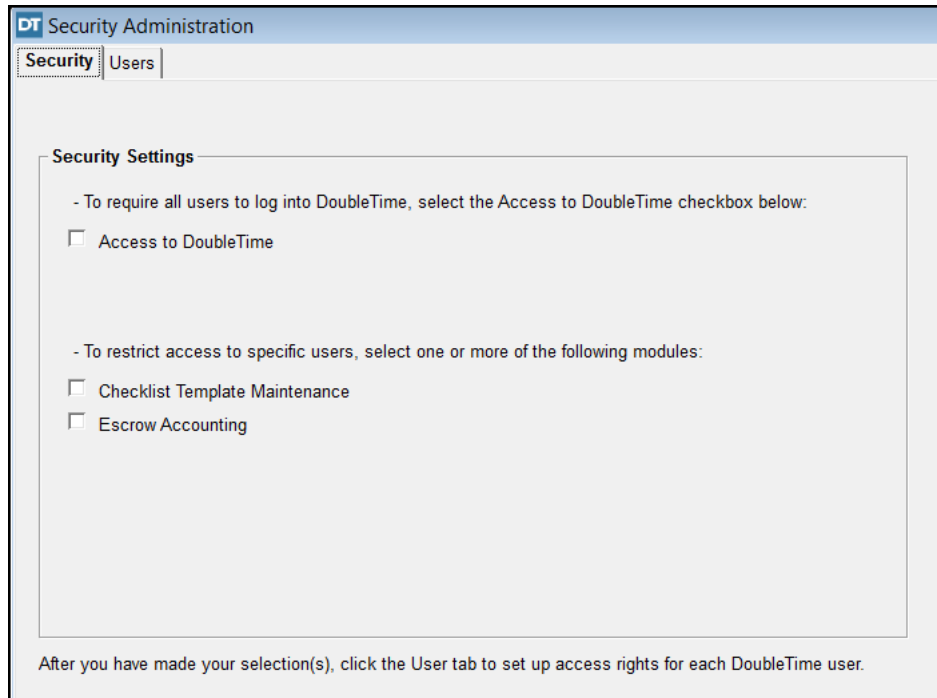 DT Security Administration
Security Users
Security Settings
- To require all users to log into DoubleTime, select the Access to DoubleTime checkbox below:
Access to DoubleTime
- To restrict access to specific users, select one or more of the following modules:
Checklist Template Maintenance
Escrow Accounting
After you have made your selection(s), click the User tab to set up access rights for each DoubleTime user.